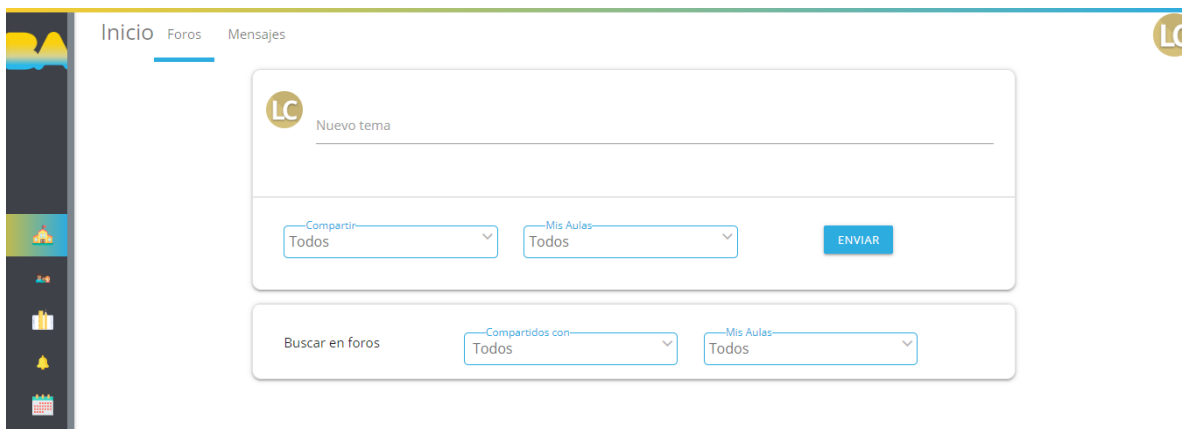 Inicio Foros Mensajes
LC
LC
Nuevo tema
Compartir
Todos
Mis Aulas
Todos
ENVIAR
Buscar en foros
Compartidos con
Todos
Mis Aulas
Todos